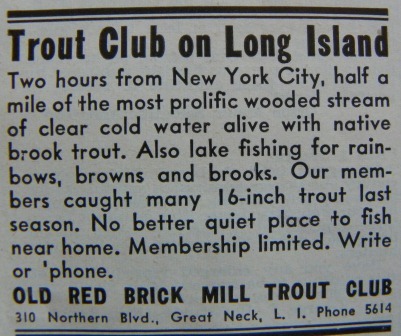 Trout Club on Long Island
Two hours from New York City, half a
mile of the most prolific wooded stream
of clear cold water alive with native
brook trout. Also lake fishing for rain-
bows, browns and brooks. Our mem-
bers caught many 16-inch trout last
season. No better quiet place to fish
near home. Membership limited. Write
or 'phone.
OLD RED BRICK MILL TROUT CLUB
310 Northern Blvd., Great Neck, L. I. Phone 5614